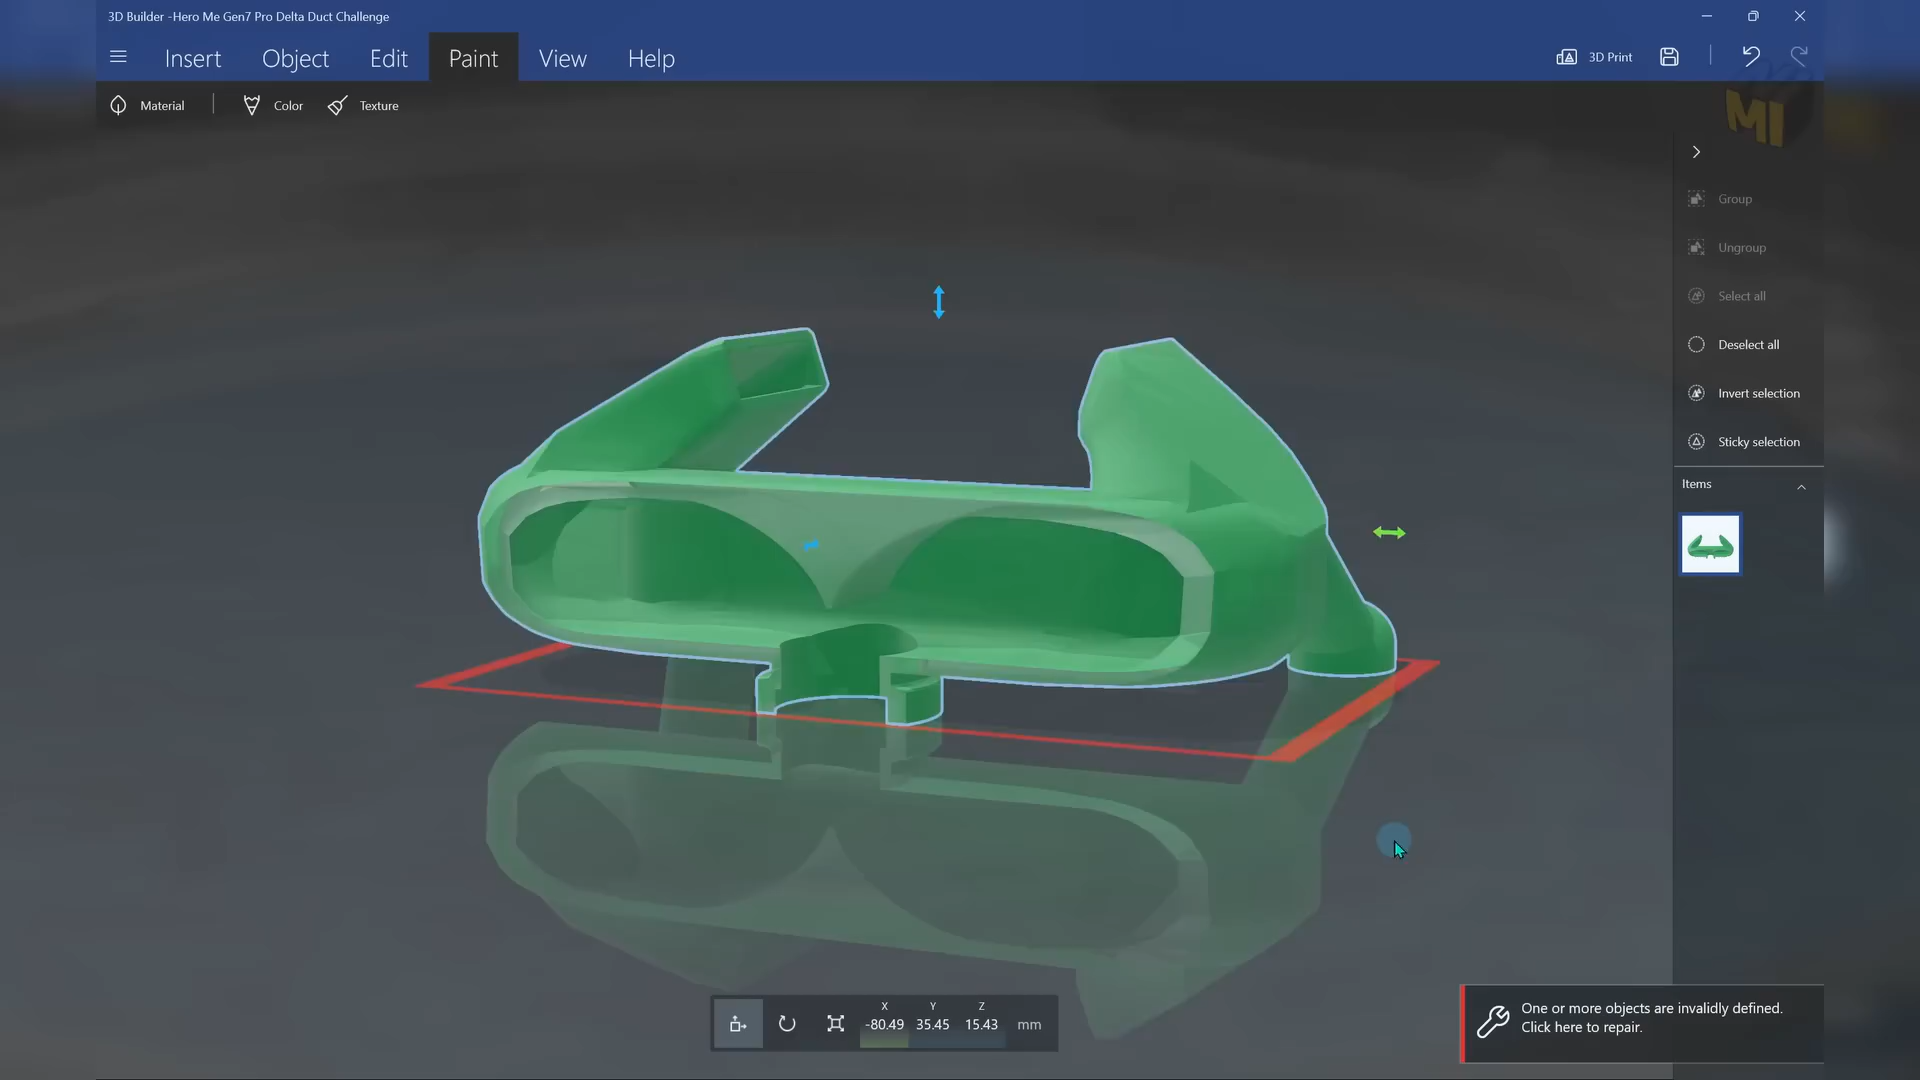 3D Builder -Hero Me Gen7 Pro Delta Duct Challenge
Insert Object Edit Paint View Help
3D Print
Material Color Texture
MI
Group
Ungroup
Select all
Deselect all
Invert selection
Sticky selection
Items
X Y Z
-80.49 35.45 15.43 mm
One or more objects are invalidly defined.
Click here to repair.